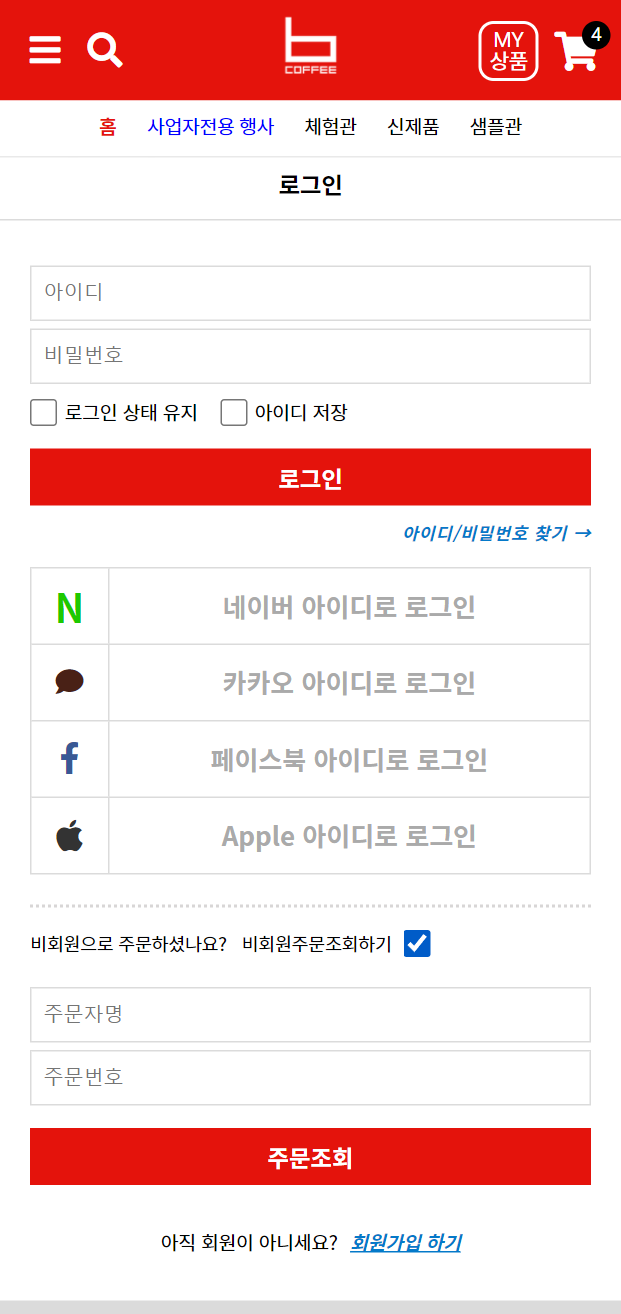 COFFEE
MY
상품
4
홈 사업자전용 행사 체험관 신제품 샘플관
로그인
아이디
비밀번호
로그인 상태 유지 아이디 저장
로그인
아이디/비밀번호 찾기 →
N 네이버 아이디로 로그인
카카오 아이디로 로그인
f 페이스북 아이디로 로그인
Apple 아이디로 로그인
비회원으로 주문하셨나요? 비회원주문조회하기
주문자명
주문번호
주문조회
아직 회원이 아니세요? 회원가입 하기